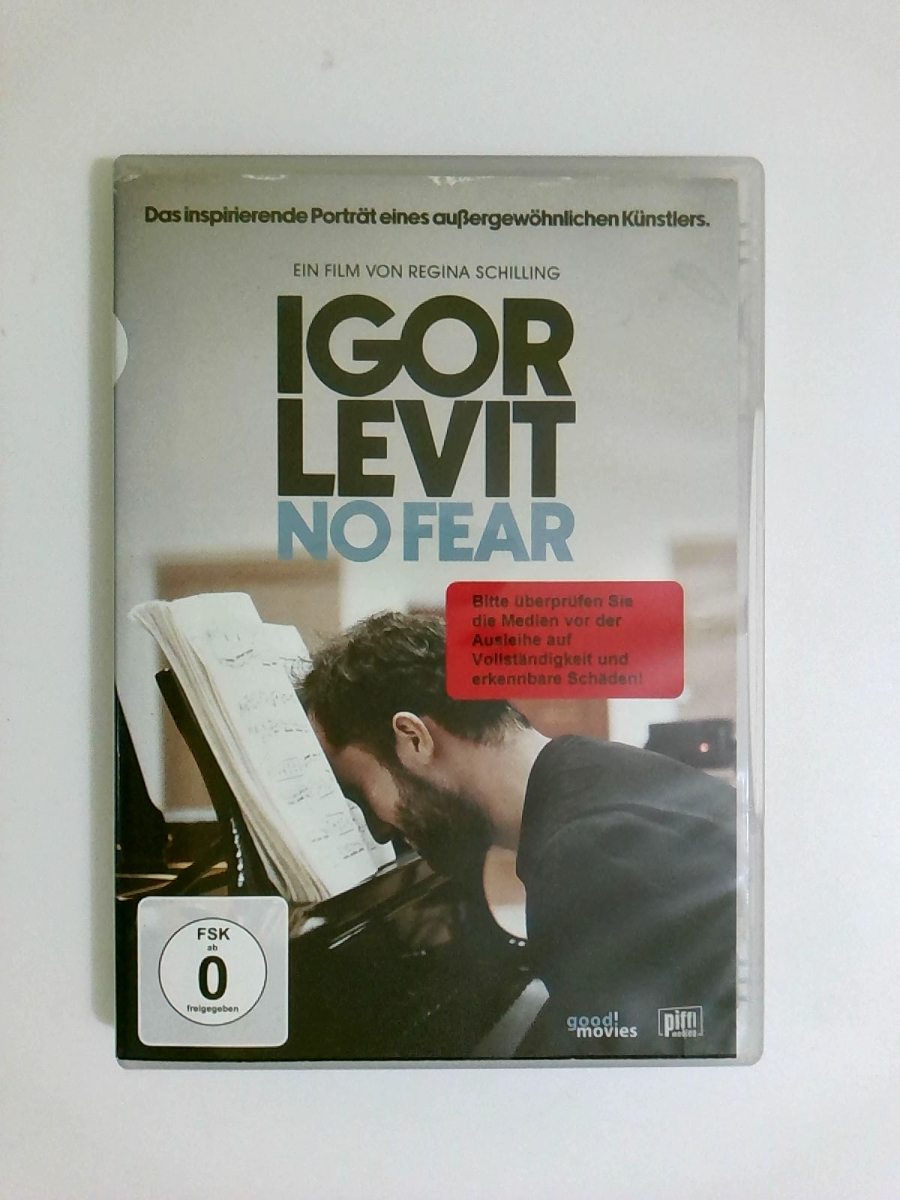 Das inspirierende Porträt eines außergewöhnlichen Künstlers.
EIN FILM VON REGINA SCHILLING
IGOR
LEVIT
NO FEAR
Bitte überprüfen Sie
die Medien vor der
Ausleihe auf
Vollständigkeit und
erkennbare Schäden!
FSK
ab
0
freigegeben
good!
movies
piffl
medien